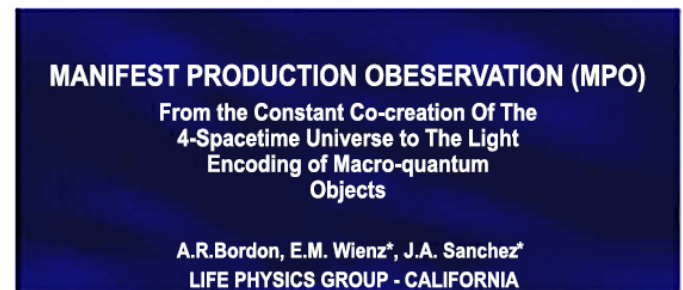 MANIFEST PRODUCTION OBESERVATION (MPO)
From the Constant Co-creation Of The
4-Spacetime Universe to The Light
Encoding of Macro-quantum
Objects
A.R.Bordon, E.M. Wienz*, J.A. Sanchez*
LIFE PHYSICS GROUP - CALIFORNIA